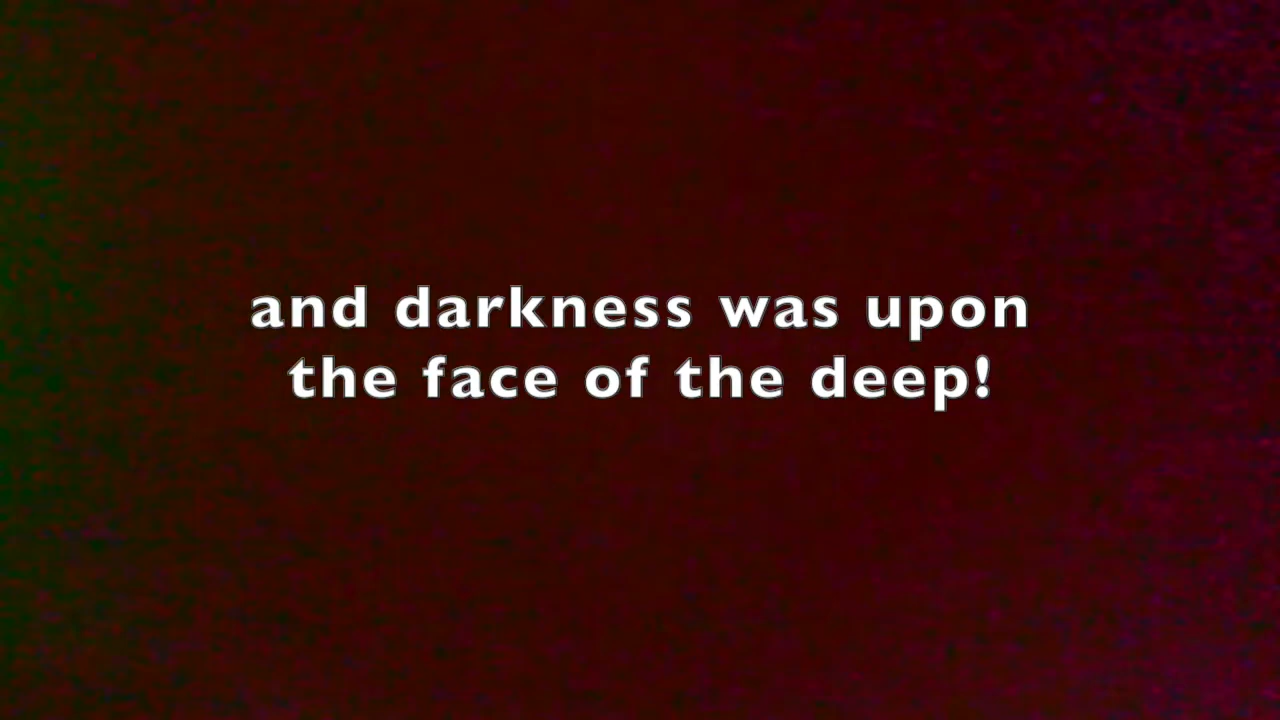 and darkness was upon
the face of the deep!